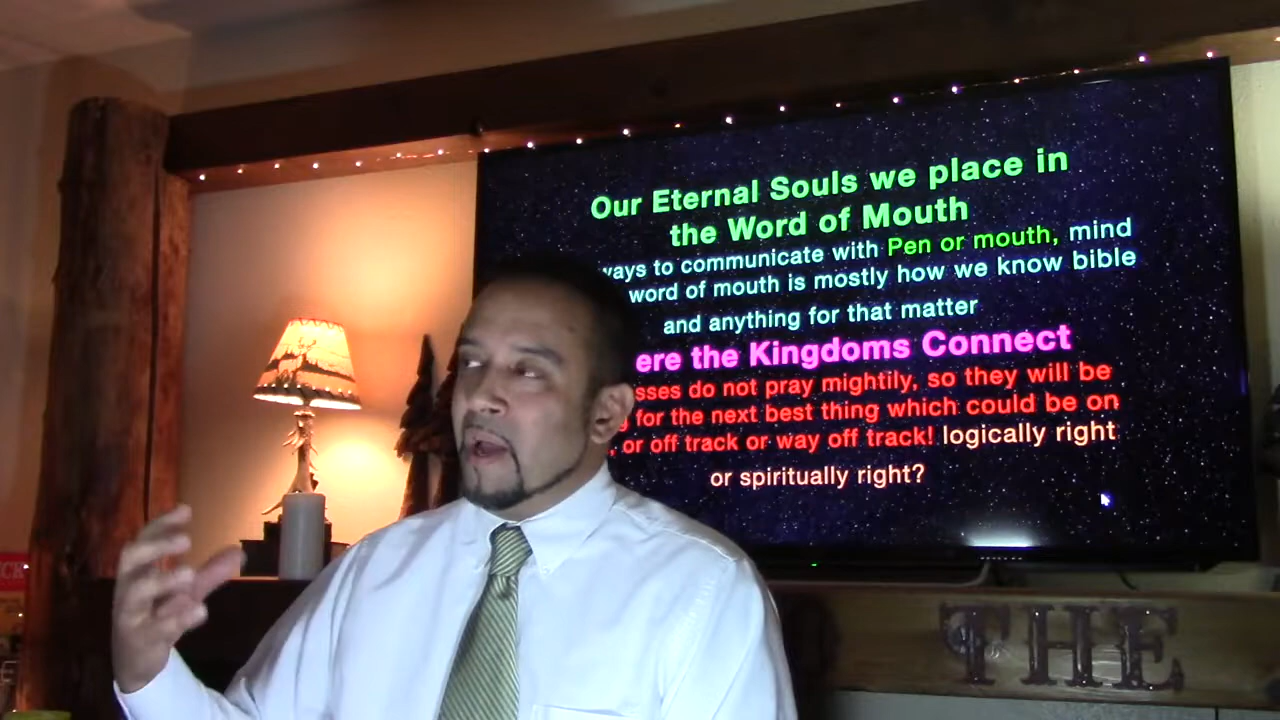 Our Eternal Souls we place in
the Word of Mouth
ways to communicate with Pen or mouth, mind
word of mouth is mostly how we know bible
and anything for that matter
ere the Kingdoms Connect
sses do not pray mightily, so they will be
for the next best thing which could be on
, or off track or way off track! logically right
or spiritually right?
THE